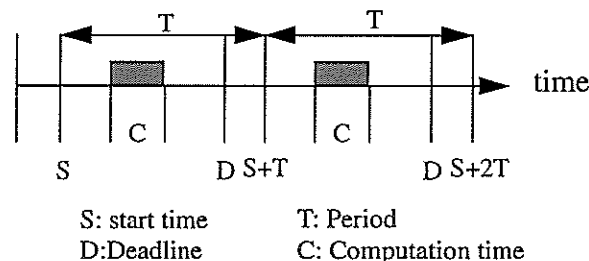 T T
time
C C
S D S+T D S+2T
S: start time T: Period
D:Deadline C: Computation time